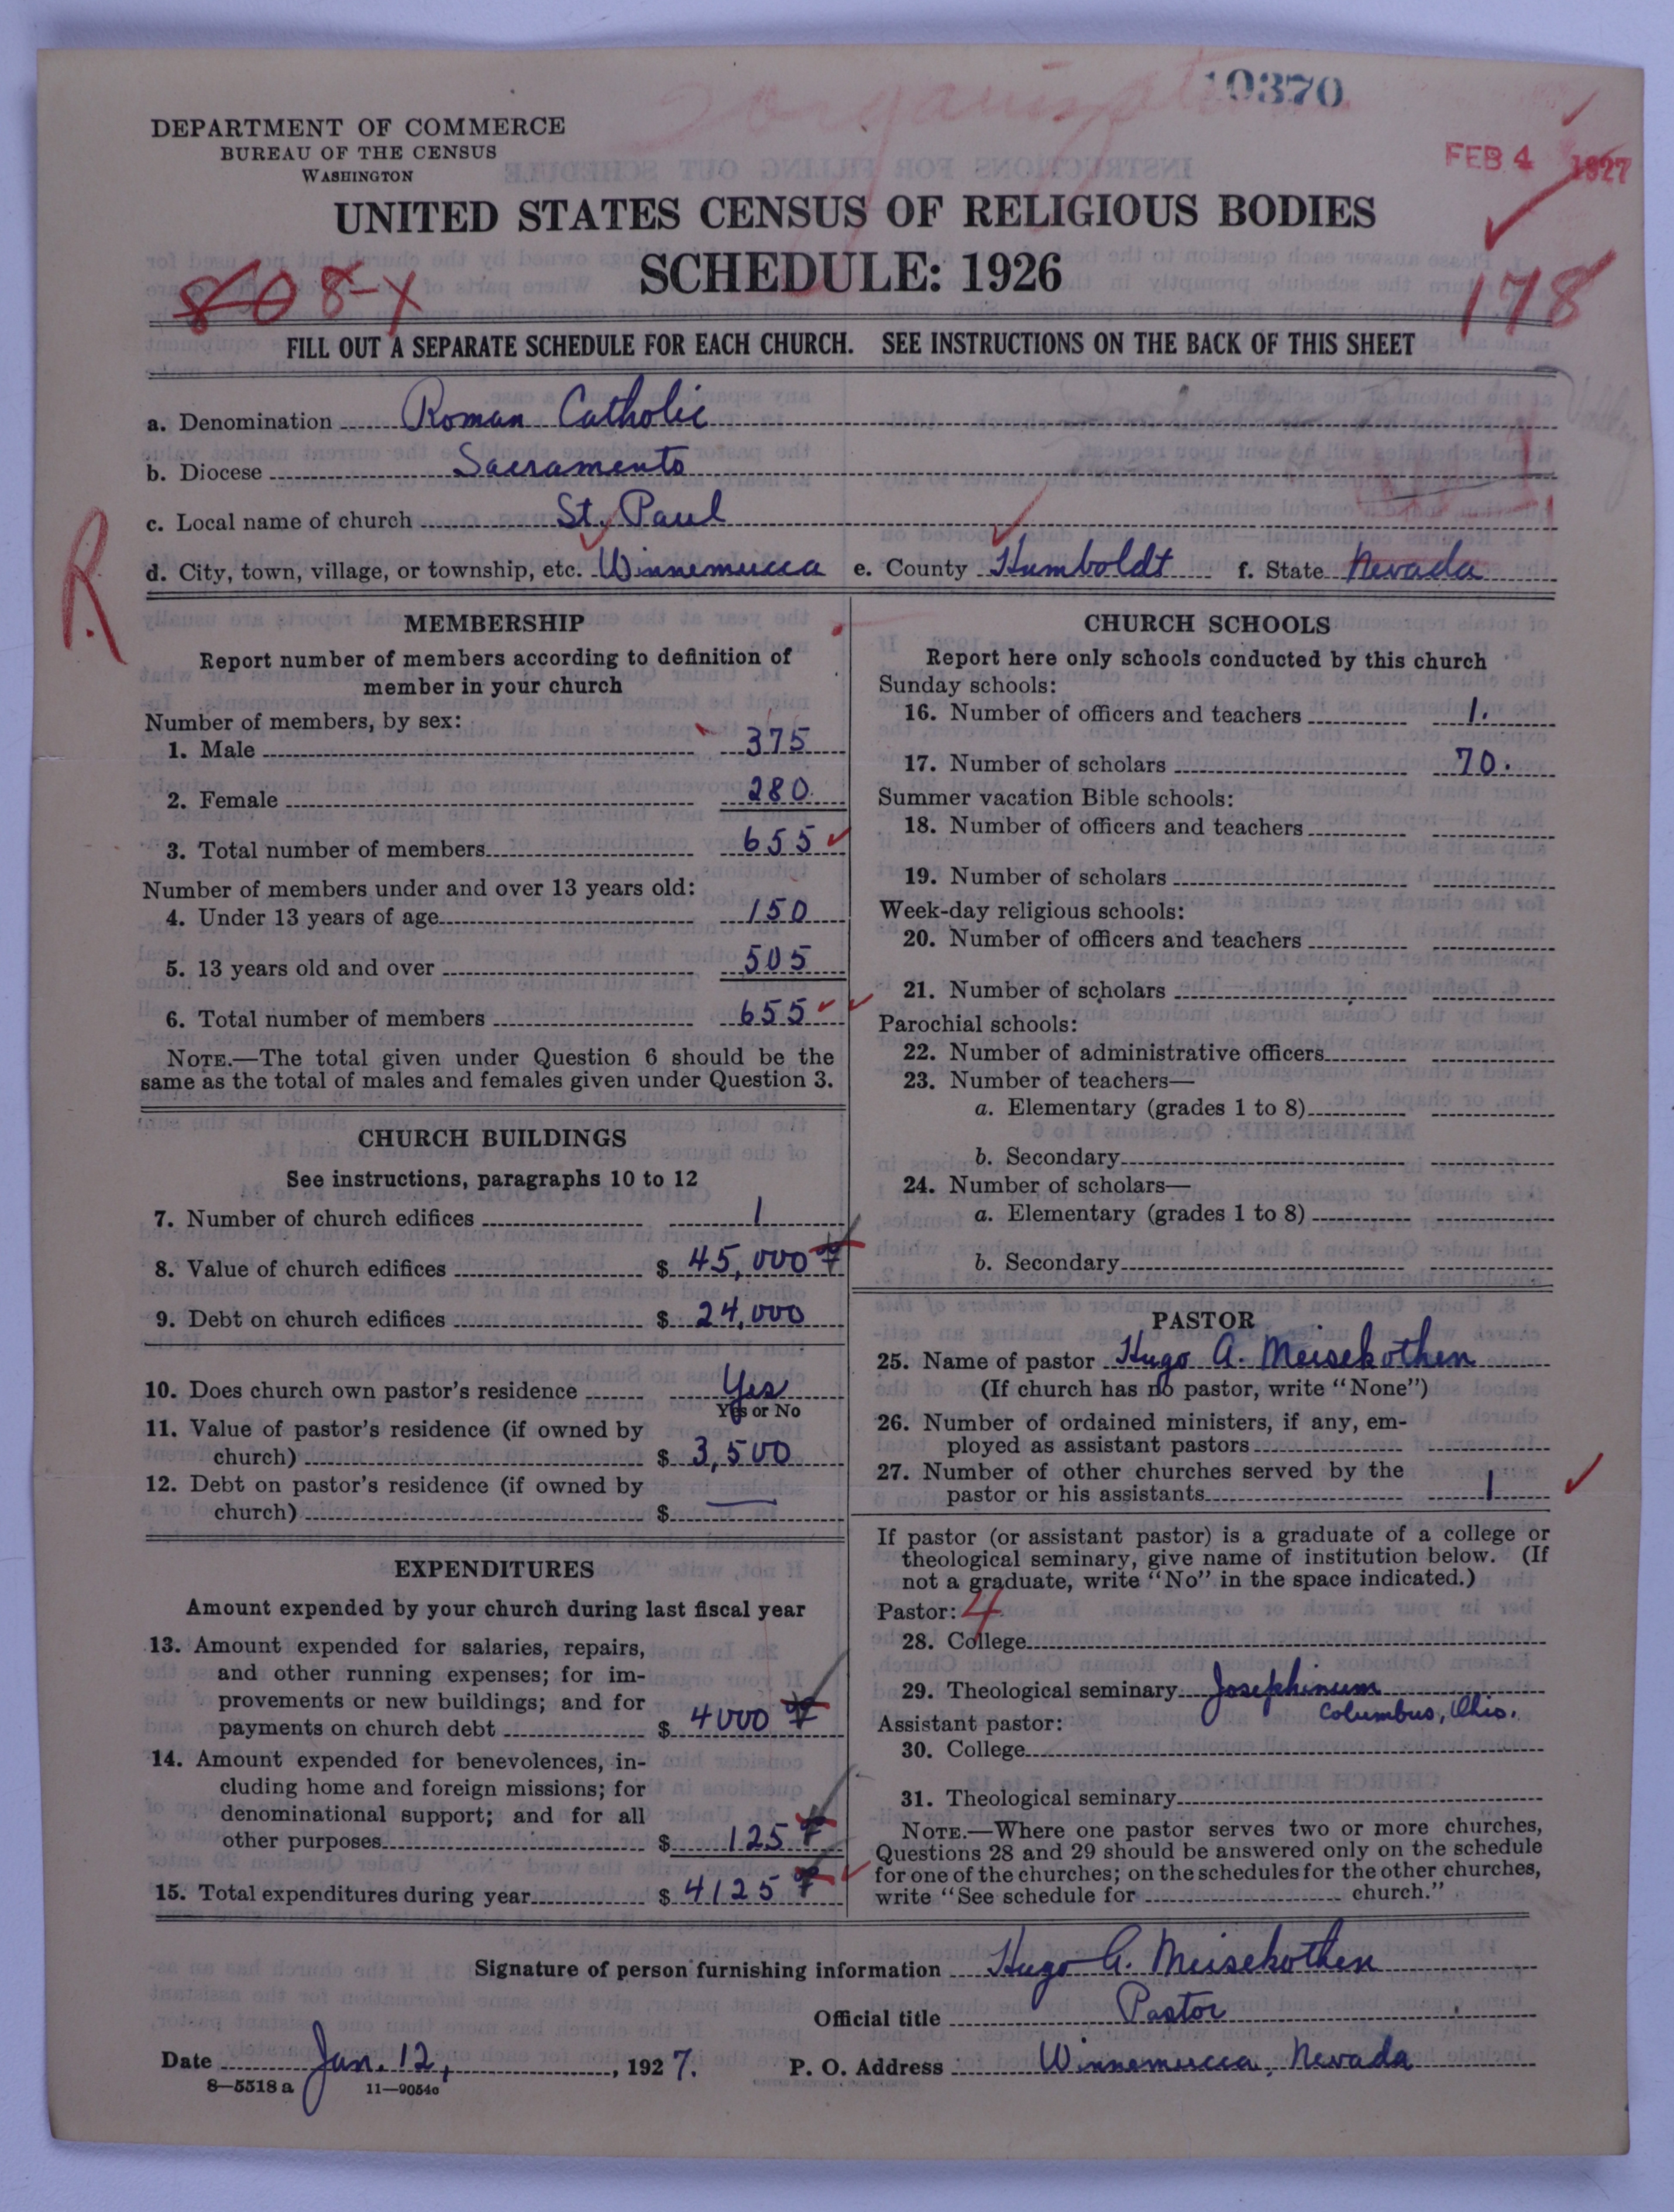 10370
DEPARTMENT OF COMMERCE
BUREAU OF THE CENSUS
WASHINGTON
FEB 4 1927
UNITED STATES CENSUS OF RELIGIOUS BODIES
SCHEDULE: 1926
808-X
178
FILL OUT A SEPARATE SCHEDULE FOR EACH CHURCH. SEE INSTRUCTIONS ON THE BACK OF THIS SHEET
a. Denomination Roman Catholic
b. Diocese Sacramento
c. Local name of church St. Paul
d. City, town, village, or township, etc. Winnemucca e. County Humboldt f. State Nevada
R
MEMBERSHIP
Report number of members according to definition of
member in your church
Number of members, by sex:
1. Male 375
2. Female 280.
3. Total number of members 655
Number of members under and over 13 years old:
4. Under 13 years of age 150
5. 13 years old and over 505
6. Total number of members 655
NOTE.—The total given under Question 6 should be the
same as the total of males and females given under Question 3.
CHURCH BUILDINGS
See instructions, paragraphs 10 to 12
7. Number of church edifices 1
8. Value of church edifices $ 45,000
9. Debt on church edifices $ 24,000
10. Does church own pastor's residence Yes
Yes or No
11. Value of pastor's residence (if owned by
church) $ 3,500
12. Debt on pastor's residence (if owned by
church) $ —
EXPENDITURES
Amount expended by your church during last fiscal year
13. Amount expended for salaries, repairs,
and other running expenses; for im-
provements or new buildings; and for
payments on church debt $ 4000
14. Amount expended for benevolences, in-
cluding home and foreign missions; for
denominational support; and for all
other purposes $ 125
15. Total expenditures during year $ 4125
CHURCH SCHOOLS
Report here only schools conducted by this church
Sunday schools:
16. Number of officers and teachers 1.
17. Number of scholars 70.
Summer vacation Bible schools:
18. Number of officers and teachers
19. Number of scholars
Week-day religious schools:
20. Number of officers and teachers
21. Number of scholars
Parochial schools:
22. Number of administrative officers
23. Number of teachers—
a. Elementary (grades 1 to 8)
b. Secondary
24. Number of scholars—
a. Elementary (grades 1 to 8)
b. Secondary
PASTOR
25. Name of pastor Hugo A. Meisekothen
(If church has no pastor, write "None")
26. Number of ordained ministers, if any, em-
ployed as assistant pastors
27. Number of other churches served by the
pastor or his assistants 1
If pastor (or assistant pastor) is a graduate of a college or
theological seminary, give name of institution below. (If
not a graduate, write "No" in the space indicated.)
Pastor: 4
28. College
29. Theological seminary Josephinum
Columbus, Ohio.
Assistant pastor:
30. College
31. Theological seminary
NOTE.—Where one pastor serves two or more churches,
Questions 28 and 29 should be answered only on the schedule
for one of the churches; on the schedules for the other churches,
write "See schedule for church."
Signature of person furnishing information Hugo A. Meisekothen
Official title Pastor
Date Jan. 12, , 1927. P. O. Address Winnemucca, Nevada
8—5518 a 11—9054c